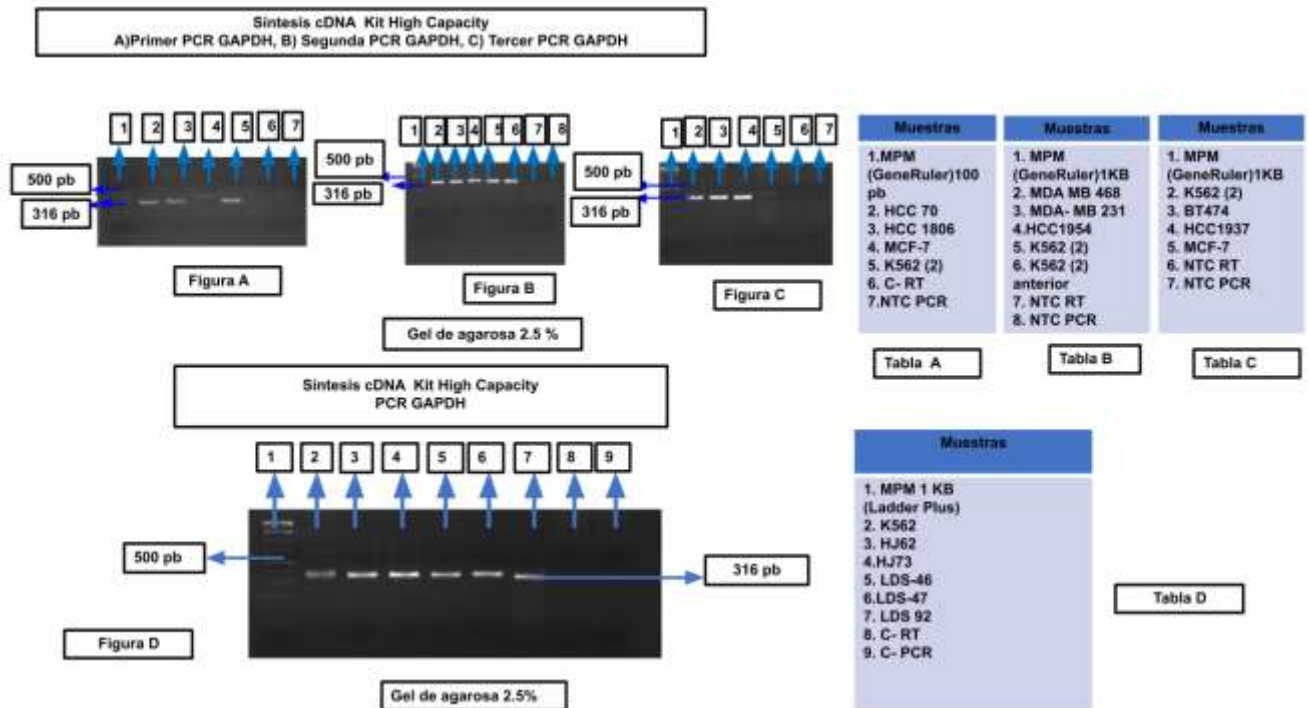 Síntesis cDNA Kit High Capacity
A)Primer PCR GAPDH, B) Segunda PCR GAPDH, C) Tercer PCR GAPDH
1 2 3 4 5 6 7
500 pb
316 pb
Figura A
1 2 3 4 5 6 7 8
500 pb
316 pb
Figura B
1 2 3 4 5 6 7
500 pb
316 pb
Figura C
Gel de agarosa 2.5 %
Muestras
1.MPM
(GeneRuler)100
pb
2. HCC 70
3. HCC 1806
4. MCF-7
5. K562 (2)
6. C- RT
7.NTC PCR
Tabla A
Muestras
1. MPM
(GeneRuler)1KB
2. MDA MB 468
3. MDA- MB 231
4.HCC1954
5. K562 (2)
6. K562 (2)
anterior
7. NTC RT
8. NTC PCR
Tabla B
Muestras
1. MPM
(GeneRuler)1KB
2. K562 (2)
3. BT474
4. HCC1937
5. MCF-7
6. NTC RT
7. NTC PCR
Tabla C
Síntesis cDNA Kit High Capacity
PCR GAPDH
1 2 3 4 5 6 7 8 9
500 pb
316 pb
Figura D
Gel de agarosa 2.5%
Muestras
1. MPM 1 KB
(Ladder Plus)
2. K562
3. HJ62
4.HJ73
5. LDS-46
6.LDS-47
7. LDS 92
8. C- RT
9. C- PCR
Tabla D